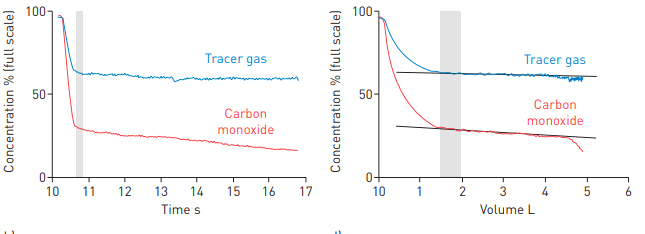 Concentration % (full scale)
100
50
0
Tracer gas
Carbon
monoxide
10 11 12 13 14 15 16 17
Time s
Concentration % (full scale)
100
50
0
Tracer gas
Carbon
monoxide
10 1 2 3 4 5 6
Volume L